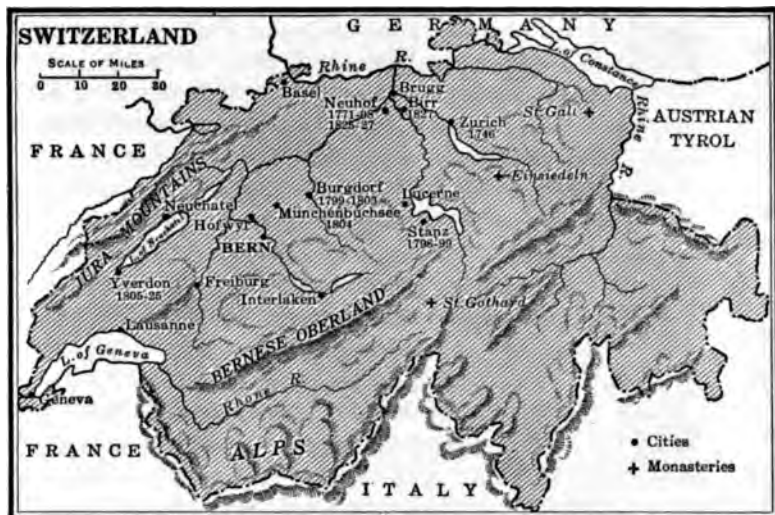 GERMANY
SWITZERLAND
SCALE OF MILES
0 10 20 30
L. of Constance
Rhine R.
Basel
Brugg
Neuhof
1771-98
1825-27
Birr
1827
Zurich
1746
St. Gall
Rhine R.
AUSTRIAN
TYROL
FRANCE
Einsiedeln
JURA MOUNTAINS
Neuchatel
L. of Neuchatel
Burgdorf
1799-1803
Munchenbuchsee
1804
Hofwyl
BERN
Lucerne
Stanz
1798-99
Yverdon
1805-25
Freiburg
Interlaken
St. Gothard
BERNESE OBERLAND
Lausanne
L. of Geneva
Rhone R.
Geneva
FRANCE
ALPS
ITALY
• Cities
+ Monasteries